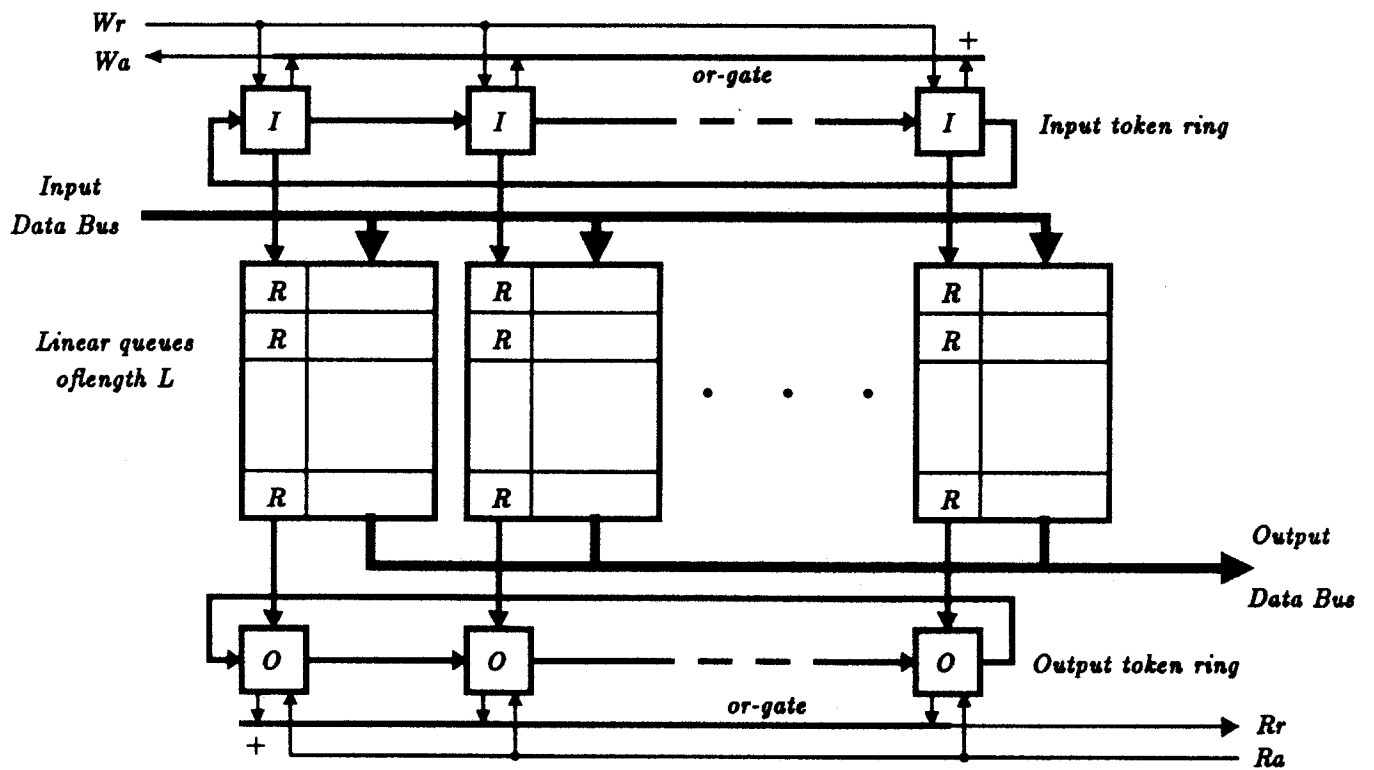 Wr
Wa
+
or-gate
I
I
I
Input token ring
Input
Data Bus
R
R
R
R
R
R
Linear queues
oflength L
R
R
R
Output
Data Bus
O
O
O
Output token ring
or-gate
+
Rr
Ra